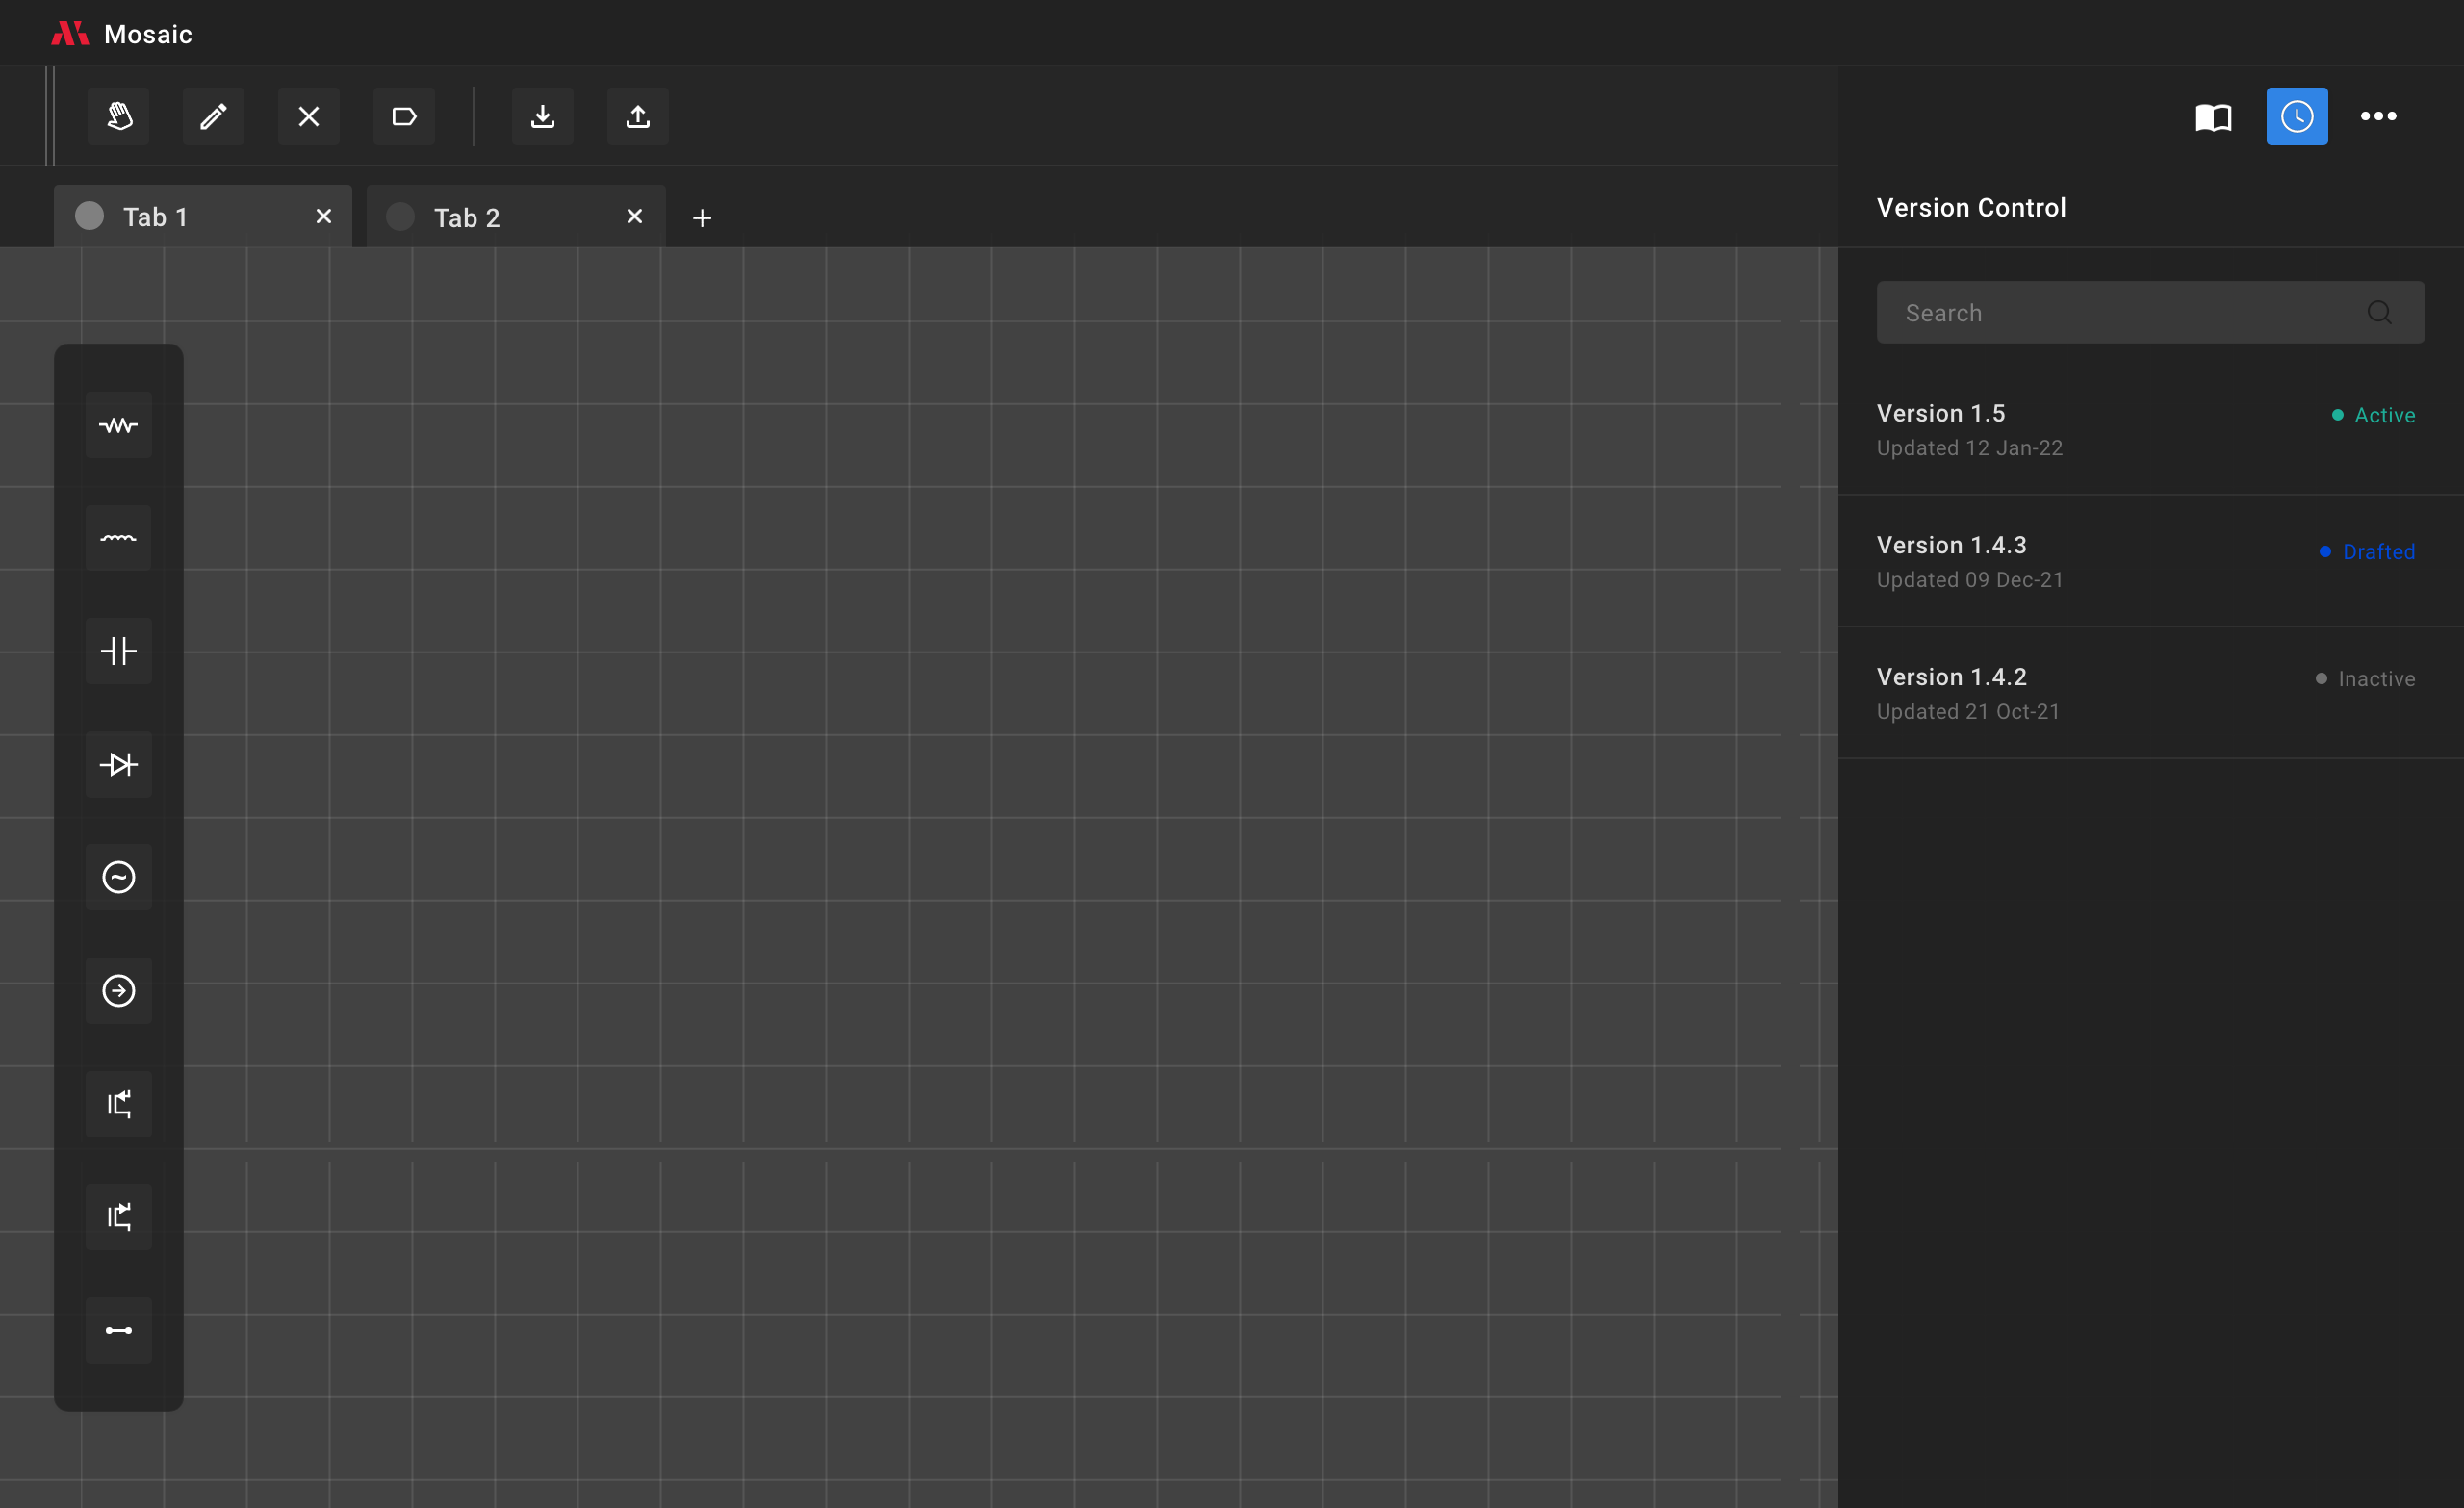 Mosaic
Tab 1
Tab 2
Version Control
Search
Version 1.5
Active
Updated 12 Jan-22
Version 1.4.3
Drafted
Updated 09 Dec-21
Version 1.4.2
Inactive
Updated 21 Oct-21